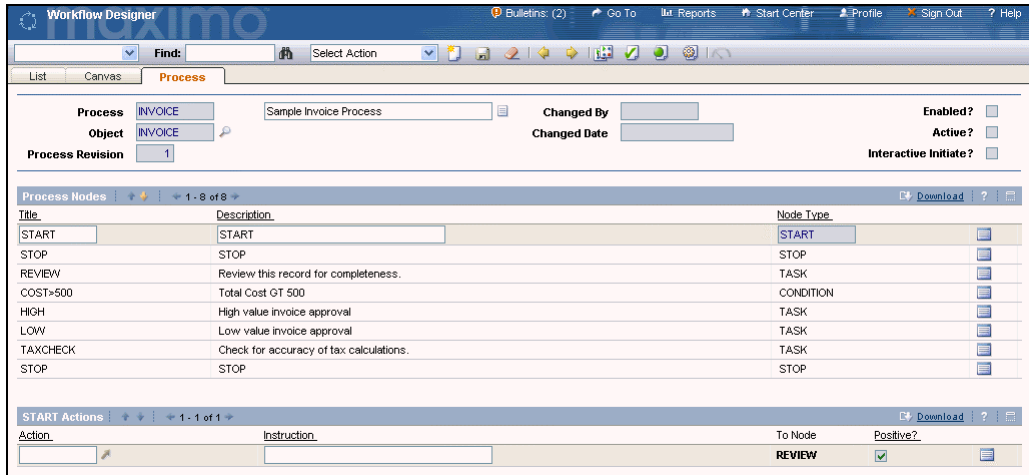 Workflow Designer
maximo
Bulletins: (2) Go To Reports Start Center Profile Sign Out ? Help
Find: Select Action
List Canvas Process
Process INVOICE Sample Invoice Process Changed By Enabled?
Object INVOICE Changed Date Active?
Process Revision 1 Interactive Initiate?
Process Nodes 1 - 8 of 8 Download ?
Title Description Node Type
START START START
STOP STOP STOP
REVIEW Review this record for completeness. TASK
COST>500 Total Cost GT 500 CONDITION
HIGH High value invoice approval TASK
LOW Low value invoice approval TASK
TAXCHECK Check for accuracy of tax calculations. TASK
STOP STOP STOP
START Actions 1 - 1 of 1 Download ?
Action Instruction To Node Positive?
REVIEW